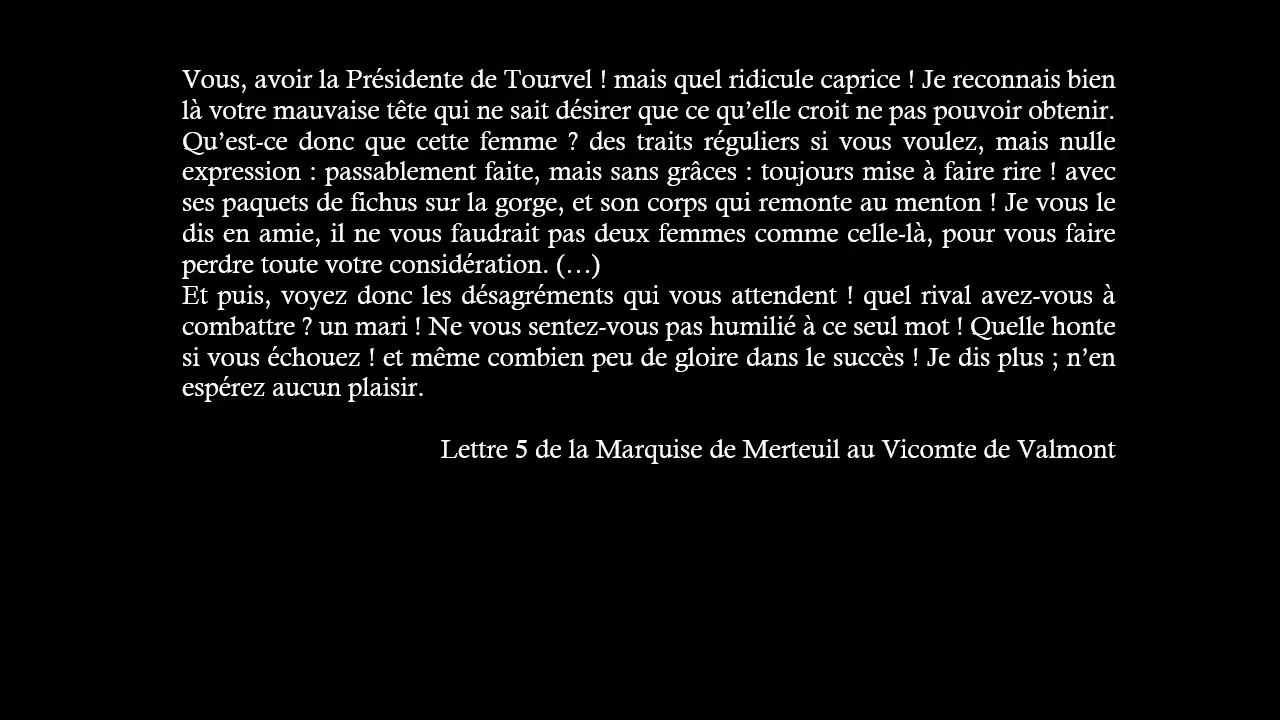 Vous, avoir la Présidente de Tourvel ! mais quel ridicule caprice ! Je reconnais bien
là votre mauvaise tête qui ne sait désirer que ce qu’elle croit ne pas pouvoir obtenir.
Qu’est-ce donc que cette femme ? des traits réguliers si vous voulez, mais nulle
expression : passablement faite, mais sans grâces : toujours mise à faire rire ! avec
ses paquets de fichus sur la gorge, et son corps qui remonte au menton ! Je vous le
dis en amie, il ne vous faudrait pas deux femmes comme celle-là, pour vous faire
perdre toute votre considération. (…)
Et puis, voyez donc les désagréments qui vous attendent ! quel rival avez-vous à
combattre ? un mari ! Ne vous sentez-vous pas humilié à ce seul mot ! Quelle honte
si vous échouez ! et même combien peu de gloire dans le succès ! Je dis plus ; n’en
espérez aucun plaisir.
Lettre 5 de la Marquise de Merteuil au Vicomte de Valmont